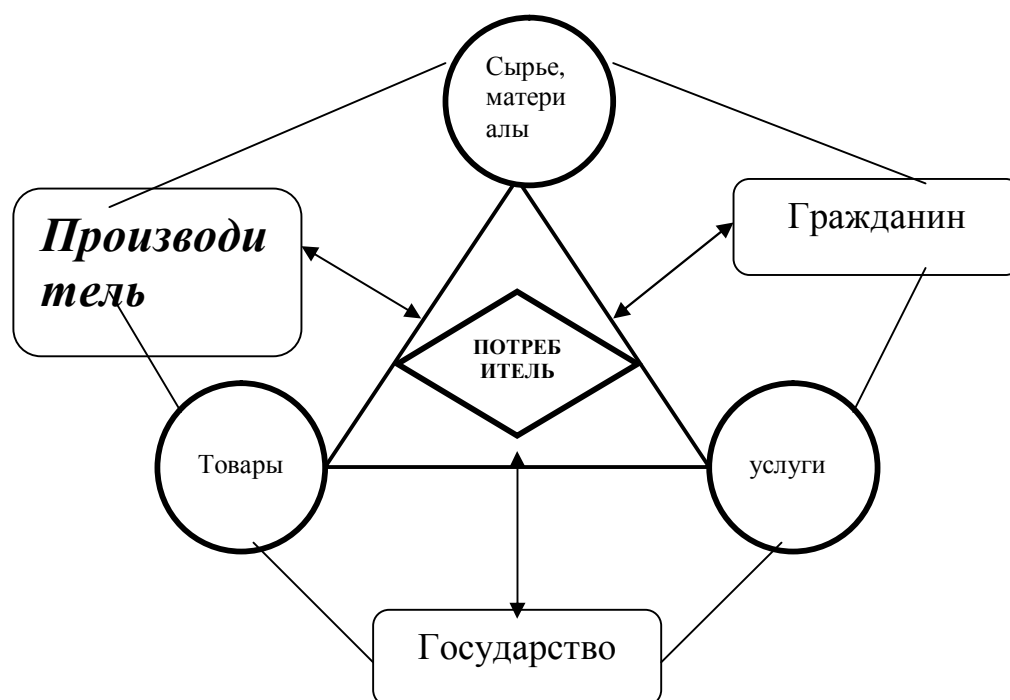 Сырье,
матери
алы
Производи
тель
Гражданин
ПОТРЕБ
ИТЕЛЬ
Товары
услуги
Государство